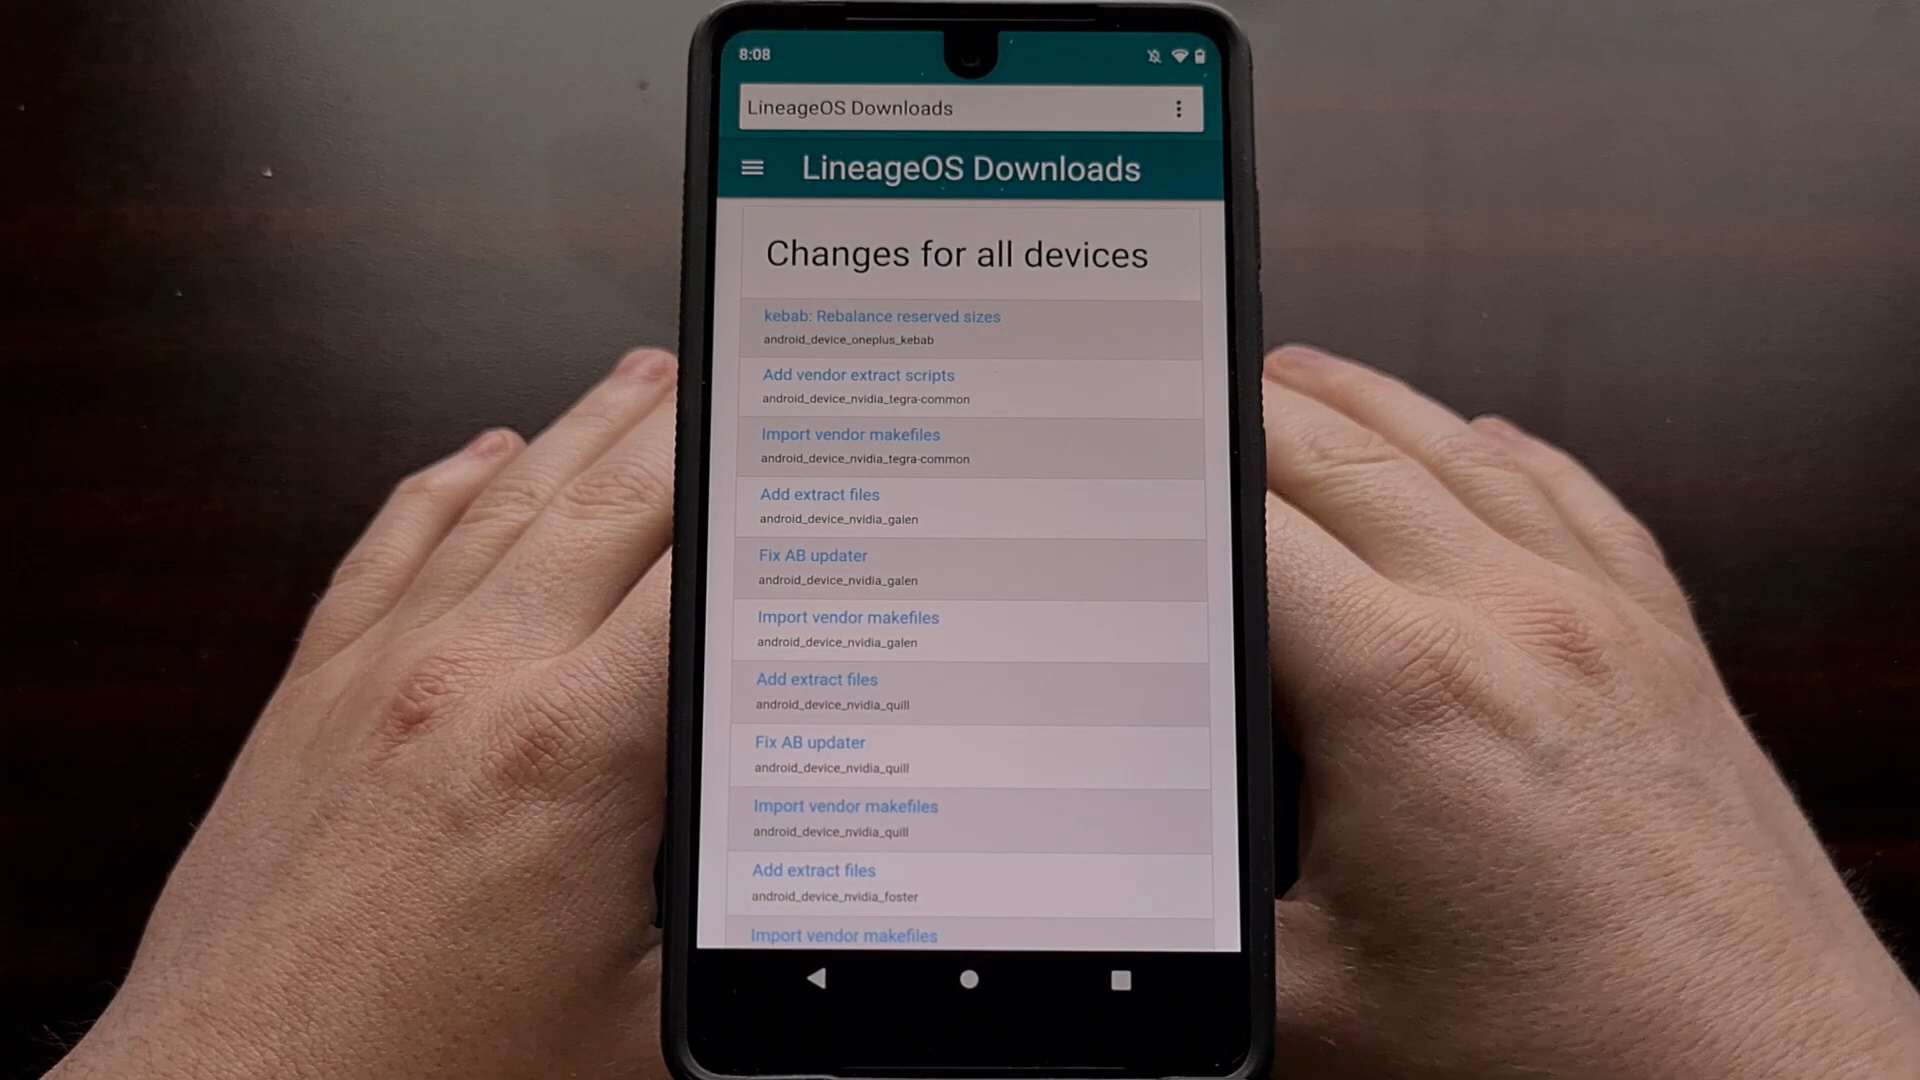 8:08
LineageOS Downloads
LineageOS Downloads
Changes for all devices
kebab: Rebalance reserved sizes
android_device_oneplus_kebab
Add vendor extract scripts
android_device_nvidia_tegra-common
Import vendor makefiles
android_device_nvidia_tegra-common
Add extract files
android_device_nvidia_galen
Fix AB updater
android_device_nvidia_galen
Import vendor makefiles
android_device_nvidia_galen
Add extract files
android_device_nvidia_quill
Fix AB updater
android_device_nvidia_quill
Import vendor makefiles
android_device_nvidia_quill
Add extract files
android_device_nvidia_foster
Import vendor makefiles